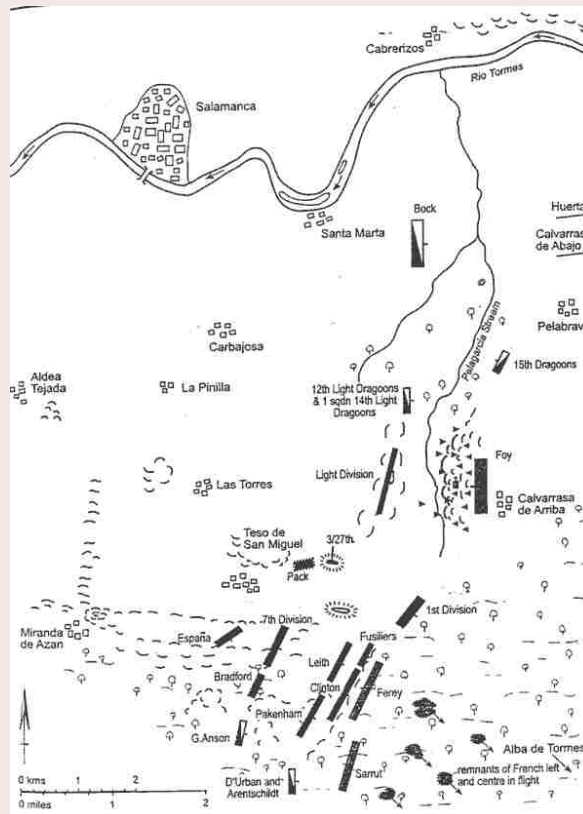 Cabrerizos
Rio Tormes
Salamanca
Santa Marta
Bock
Huerta
Calvarrasa
de Abajo
Pelabrav
Carbajosa
Pelagarcia Stream
15th Dragoons
Aldea
Tejada
La Pinilla
12th Light Dragoons
& 1 sqdn 14th Light
Dragoons
Foy
Light Division
Las Torres
Calvarrasa
de Arriba
Teso de
San Miguel
3/27th
Pack
1st Division
7th Division
Fusiliers
Miranda
de Azan
España
Leith
Bradford
Clinton
Ferey
Pakenham
G.Anson
Alba de Tormes
D'Urban and
Arentschildt
Sarrut
remnants of French left
and centre in flight
0 kms 1 2
0 miles 1 2